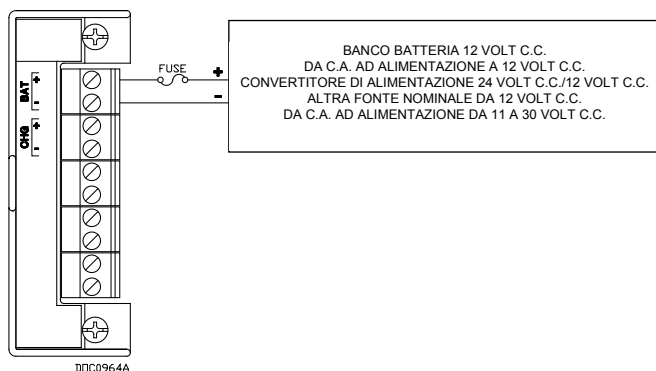 BAT + -
CHG + -
FUSE
+
-
BANCO BATTERIA 12 VOLT C.C.
DA C.A. AD ALIMENTAZIONE A 12 VOLT C.C.
CONVERTITORE DI ALIMENTAZIONE 24 VOLT C.C./12 VOLT C.C.
ALTRA FONTE NOMINALE DA 12 VOLT C.C.
DA C.A. AD ALIMENTAZIONE DA 11 A 30 VOLT C.C.
DOC0964A